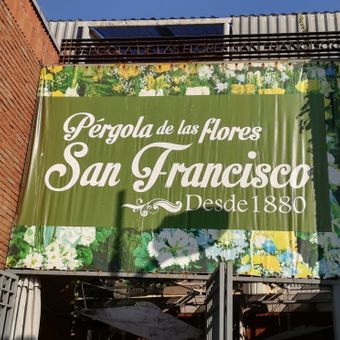 PÉRGOLA DE LAS FLORES SAN FRANCISCO
Pérgola de las flores
San Francisco
Desde 1880